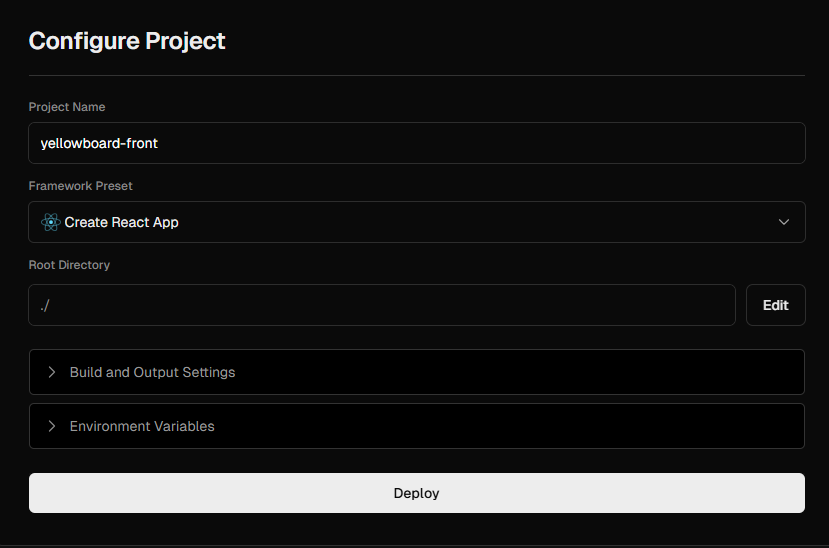 Configure Project
Project Name
yellowboard-front
Framework Preset
Create React App
Root Directory
./
Edit
Build and Output Settings
Environment Variables
Deploy